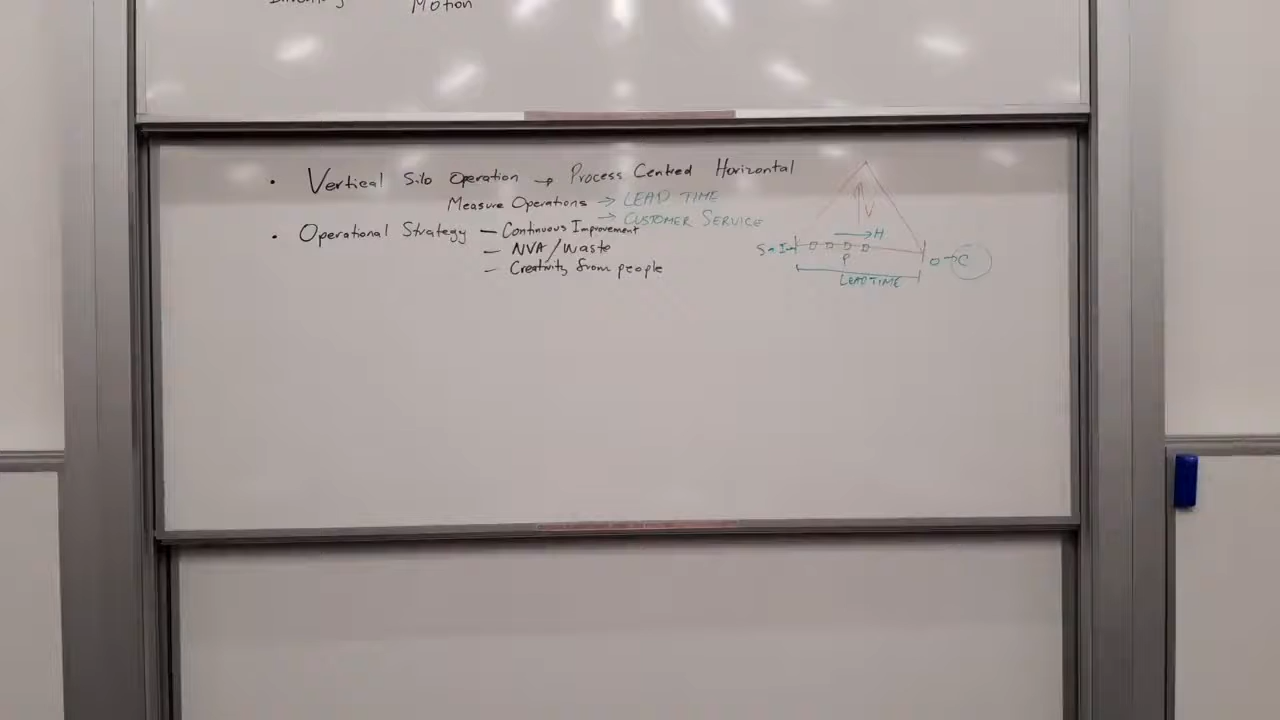 Motion
• Vertical Silo Operation → Process Centred Horizontal
Measure Operations → LEAD TIME
→ CUSTOMER SERVICE
• Operational Strategy – Continuous Improvement
– NVA/Waste
– Creativity from people
V
H
S → I
P
O → C
LEAD TIME